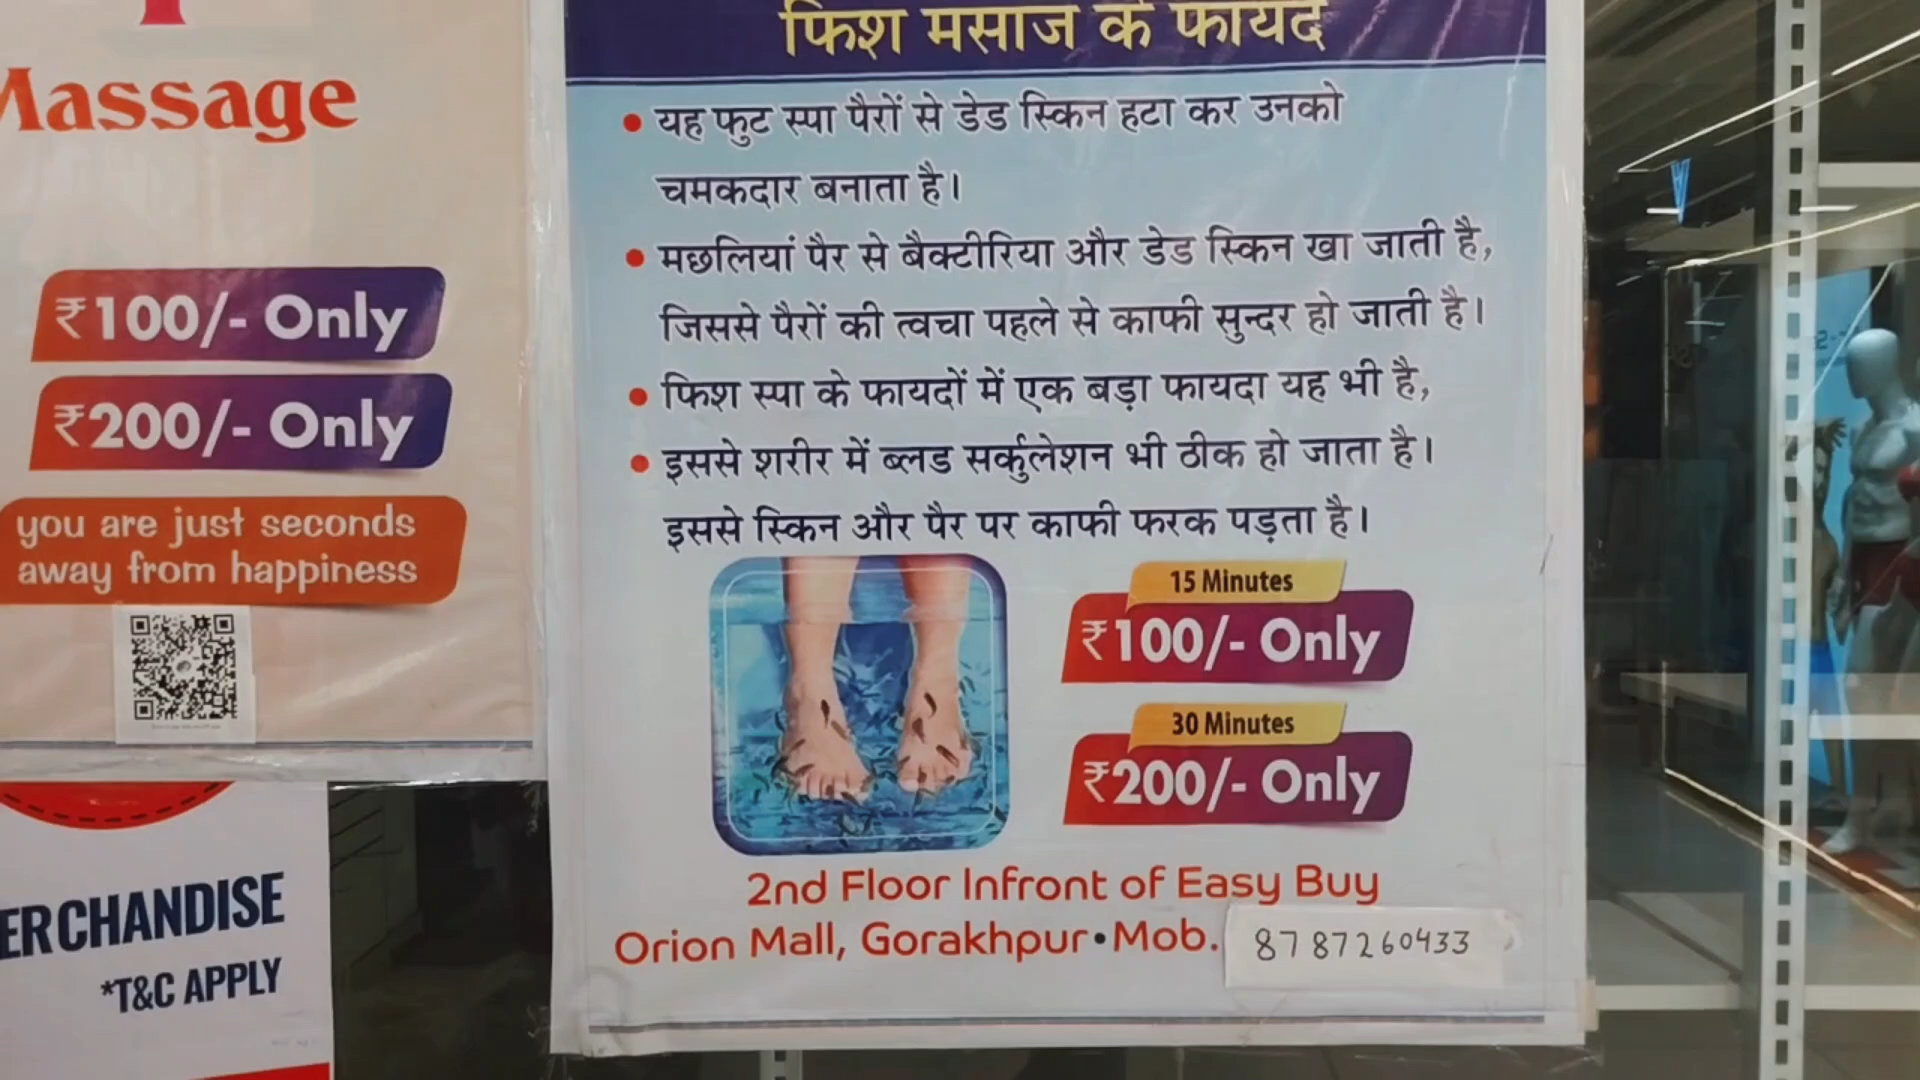 Massage
₹100/- Only
₹200/- Only
you are just seconds
away from happiness
MERCHANDISE
*T&C APPLY
फिश मसाज के फायदे
• यह फुट स्पा पैरों से डेड स्किन हटा कर उनको
चमकदार बनाता है।
• मछलियां पैर से बैक्टीरिया और डेड स्किन खा जाती है,
जिससे पैरों की त्वचा पहले से काफी सुन्दर हो जाती है।
• फिश स्पा के फायदों में एक बड़ा फायदा यह भी है,
• इससे शरीर में ब्लड सर्कुलेशन भी ठीक हो जाता है।
इससे स्किन और पैर पर काफी फरक पड़ता है।
15 Minutes
₹100/- Only
30 Minutes
₹200/- Only
2nd Floor Infront of Easy Buy
Orion Mall, Gorakhpur•Mob. 8787260433